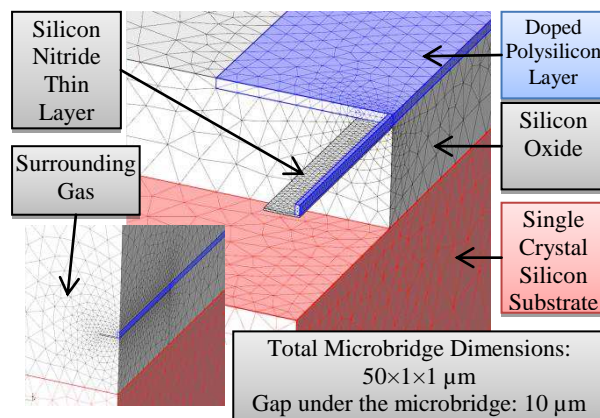 Silicon
Nitride
Thin
Layer
Doped
Polysilicon
Layer
Silicon
Oxide
Surrounding
Gas
Single
Crystal
Silicon
Substrate
Total Microbridge Dimensions:
50×1×1 µm
Gap under the microbridge: 10 µm